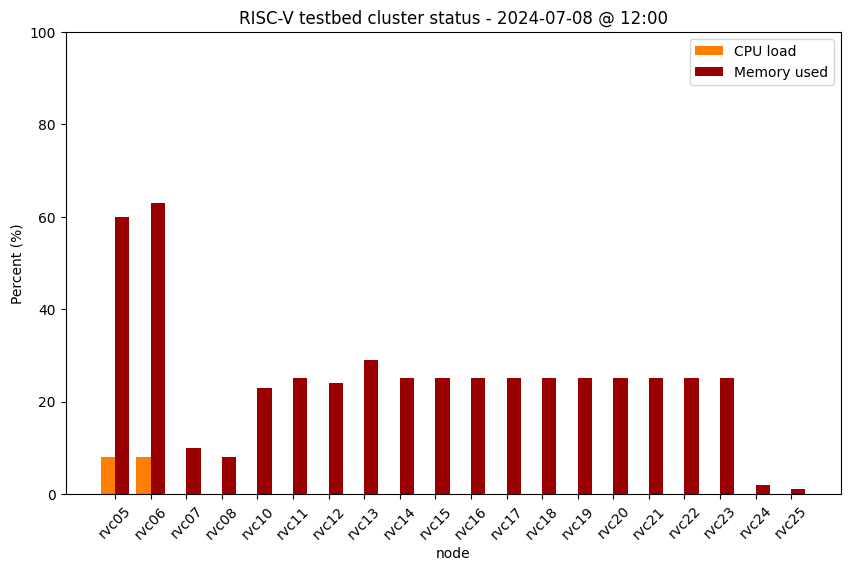 RISC-V testbed cluster status - 2024-07-08 @ 12:00
CPU load
Memory used
Percent (%)
100
80
60
40
20
0
rvc05
rvc06
rvc07
rvc08
rvc10
rvc11
rvc12
rvc13
rvc14
rvc15
rvc16
rvc17
rvc18
rvc19
rvc20
rvc21
rvc22
rvc23
rvc24
rvc25
node